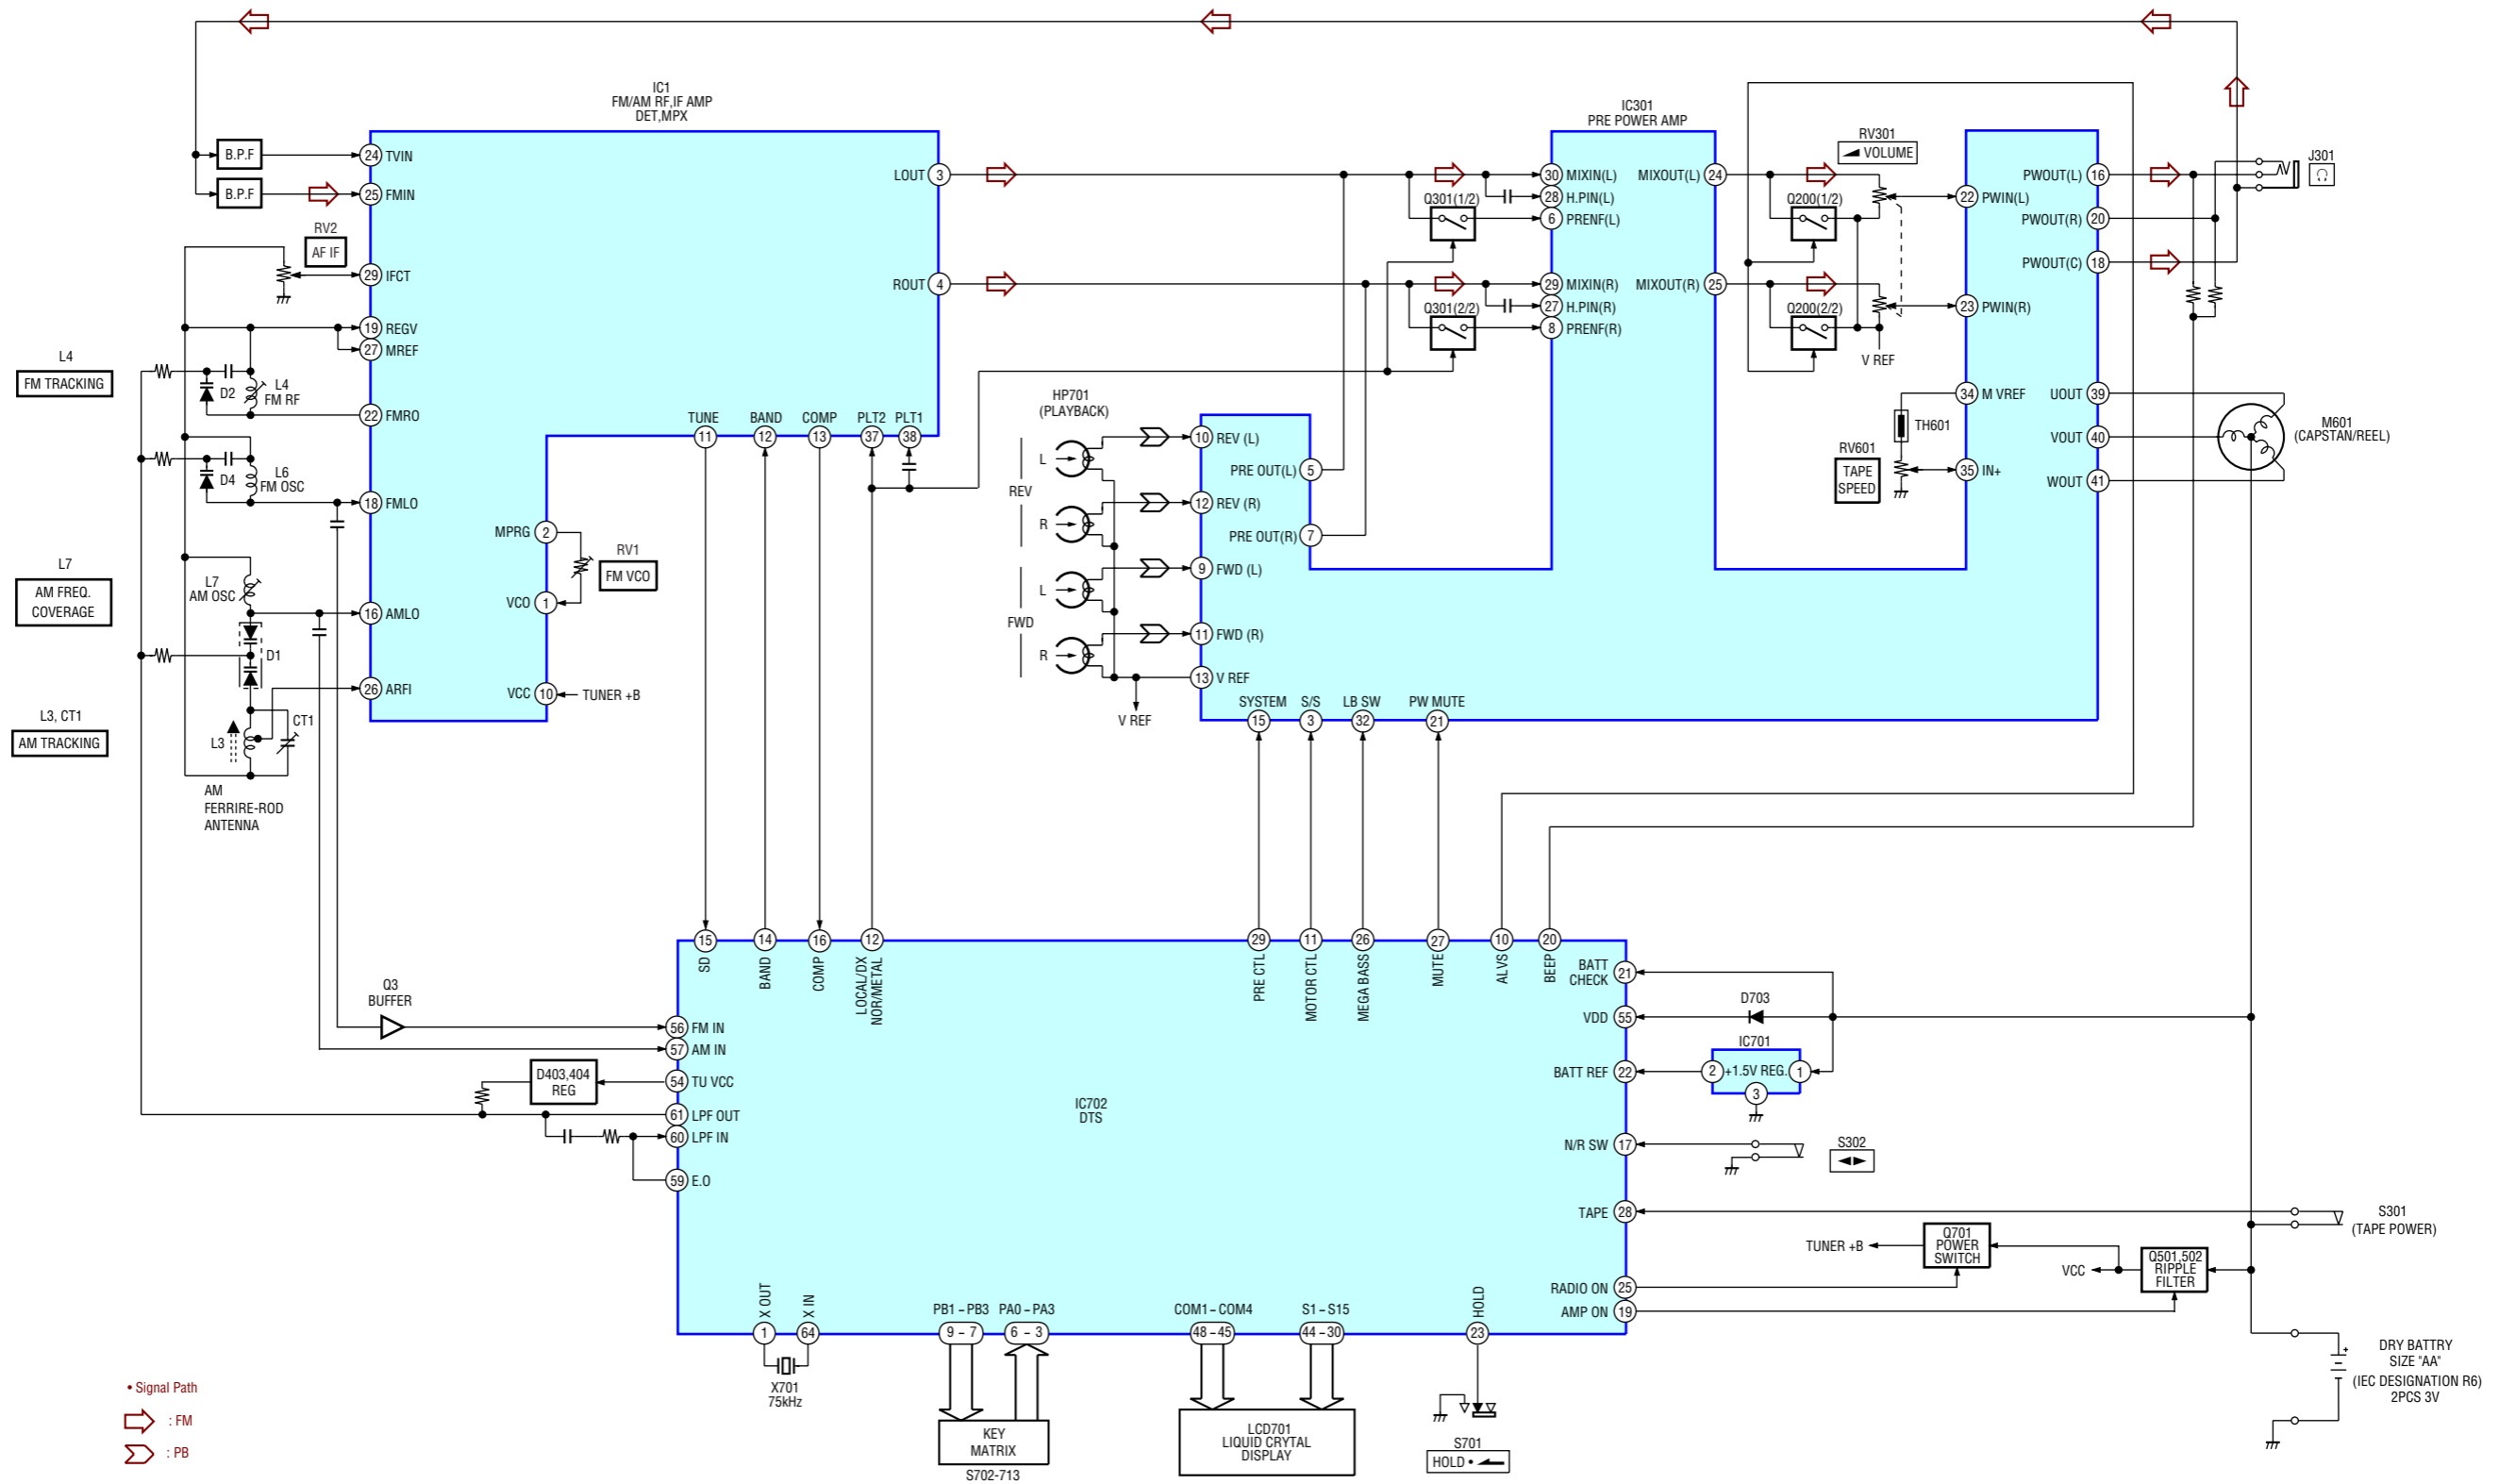 IC1
FM/AM RF,IF AMP
DET,MPX
IC301
PRE POWER AMP
RV301
VOLUME
J301
B.P.F
24 TVIN
B.P.F
25 FMIN
RV2
AF IF
29 IFCT
19 REGV
27 MREF
L4
FM TRACKING
D2
L4
FM RF
22 FMRO
D4
L6
FM OSC
18 FMLO
L7
AM FREQ.
COVERAGE
L7
AM OSC
16 AMLO
D1
26 ARFI
L3, CT1
AM TRACKING
L3
CT1
AM
FERRIRE-ROD
ANTENNA
LOUT 3
ROUT 4
TUNE
11
BAND
12
COMP
13
PLT2
37
PLT1
38
MPRG 2
RV1
FM VCO
VCO 1
VCC 10
TUNER +B
Q301(1/2)
Q301(2/2)
30 MIXIN(L)
28 H.PIN(L)
6 PRENF(L)
29 MIXIN(R)
27 H.PIN(R)
8 PRENF(R)
MIXOUT(L) 24
MIXOUT(R) 25
Q200(1/2)
Q200(2/2)
V REF
22 PWIN(L)
23 PWIN(R)
34 M VREF
TH601
RV601
TAPE
SPEED
35 IN+
PWOUT(L) 16
PWOUT(R) 20
PWOUT(C) 18
UOUT 39
VOUT 40
WOUT 41
M601
(CAPSTAN/REEL)
HP701
(PLAYBACK)
REV
L
R
FWD
L
R
10 REV (L)
12 REV (R)
9 FWD (L)
11 FWD (R)
13 V REF
V REF
PRE OUT(L) 5
PRE OUT(R) 7
SYSTEM
15
S/S
3
LB SW
32
PW MUTE
21
15
SD
14
BAND
16
COMP
12
LOCAL/DX
NOR/METAL
29
PRE CTL
11
MOTOR CTL
26
MEGA BASS
27
MUTE
10
ALVS
20
BEEP
Q3
BUFFER
56 FM IN
57 AM IN
D403,404
REG
54 TU VCC
61 LPF OUT
60 LPF IN
59 E.O
IC702
DTS
BATT
CHECK
21
D703
VDD 55
IC701
BATT REF 22
2 +1.5V REG. 1
3
N/R SW 17
S302
TAPE 28
S301
(TAPE POWER)
TUNER +B
Q701
POWER
SWITCH
VCC
Q501,502
RIPPLE
FILTER
RADIO ON 25
AMP ON 19
X OUT
1
X IN
64
X701
75kHz
PB1 – PB3
9 – 7
PA0 – PA3
6 – 3
KEY
MATRIX
S702-713
COM1 – COM4
48 – 45
S1 – S15
44 – 30
LCD701
LIQUID CRYTAL
DISPLAY
HOLD
23
S701
HOLD •
DRY BATTRY
SIZE "AA"
(IEC DESIGNATION R6)
2PCS 3V
• Signal Path
: FM
: PB